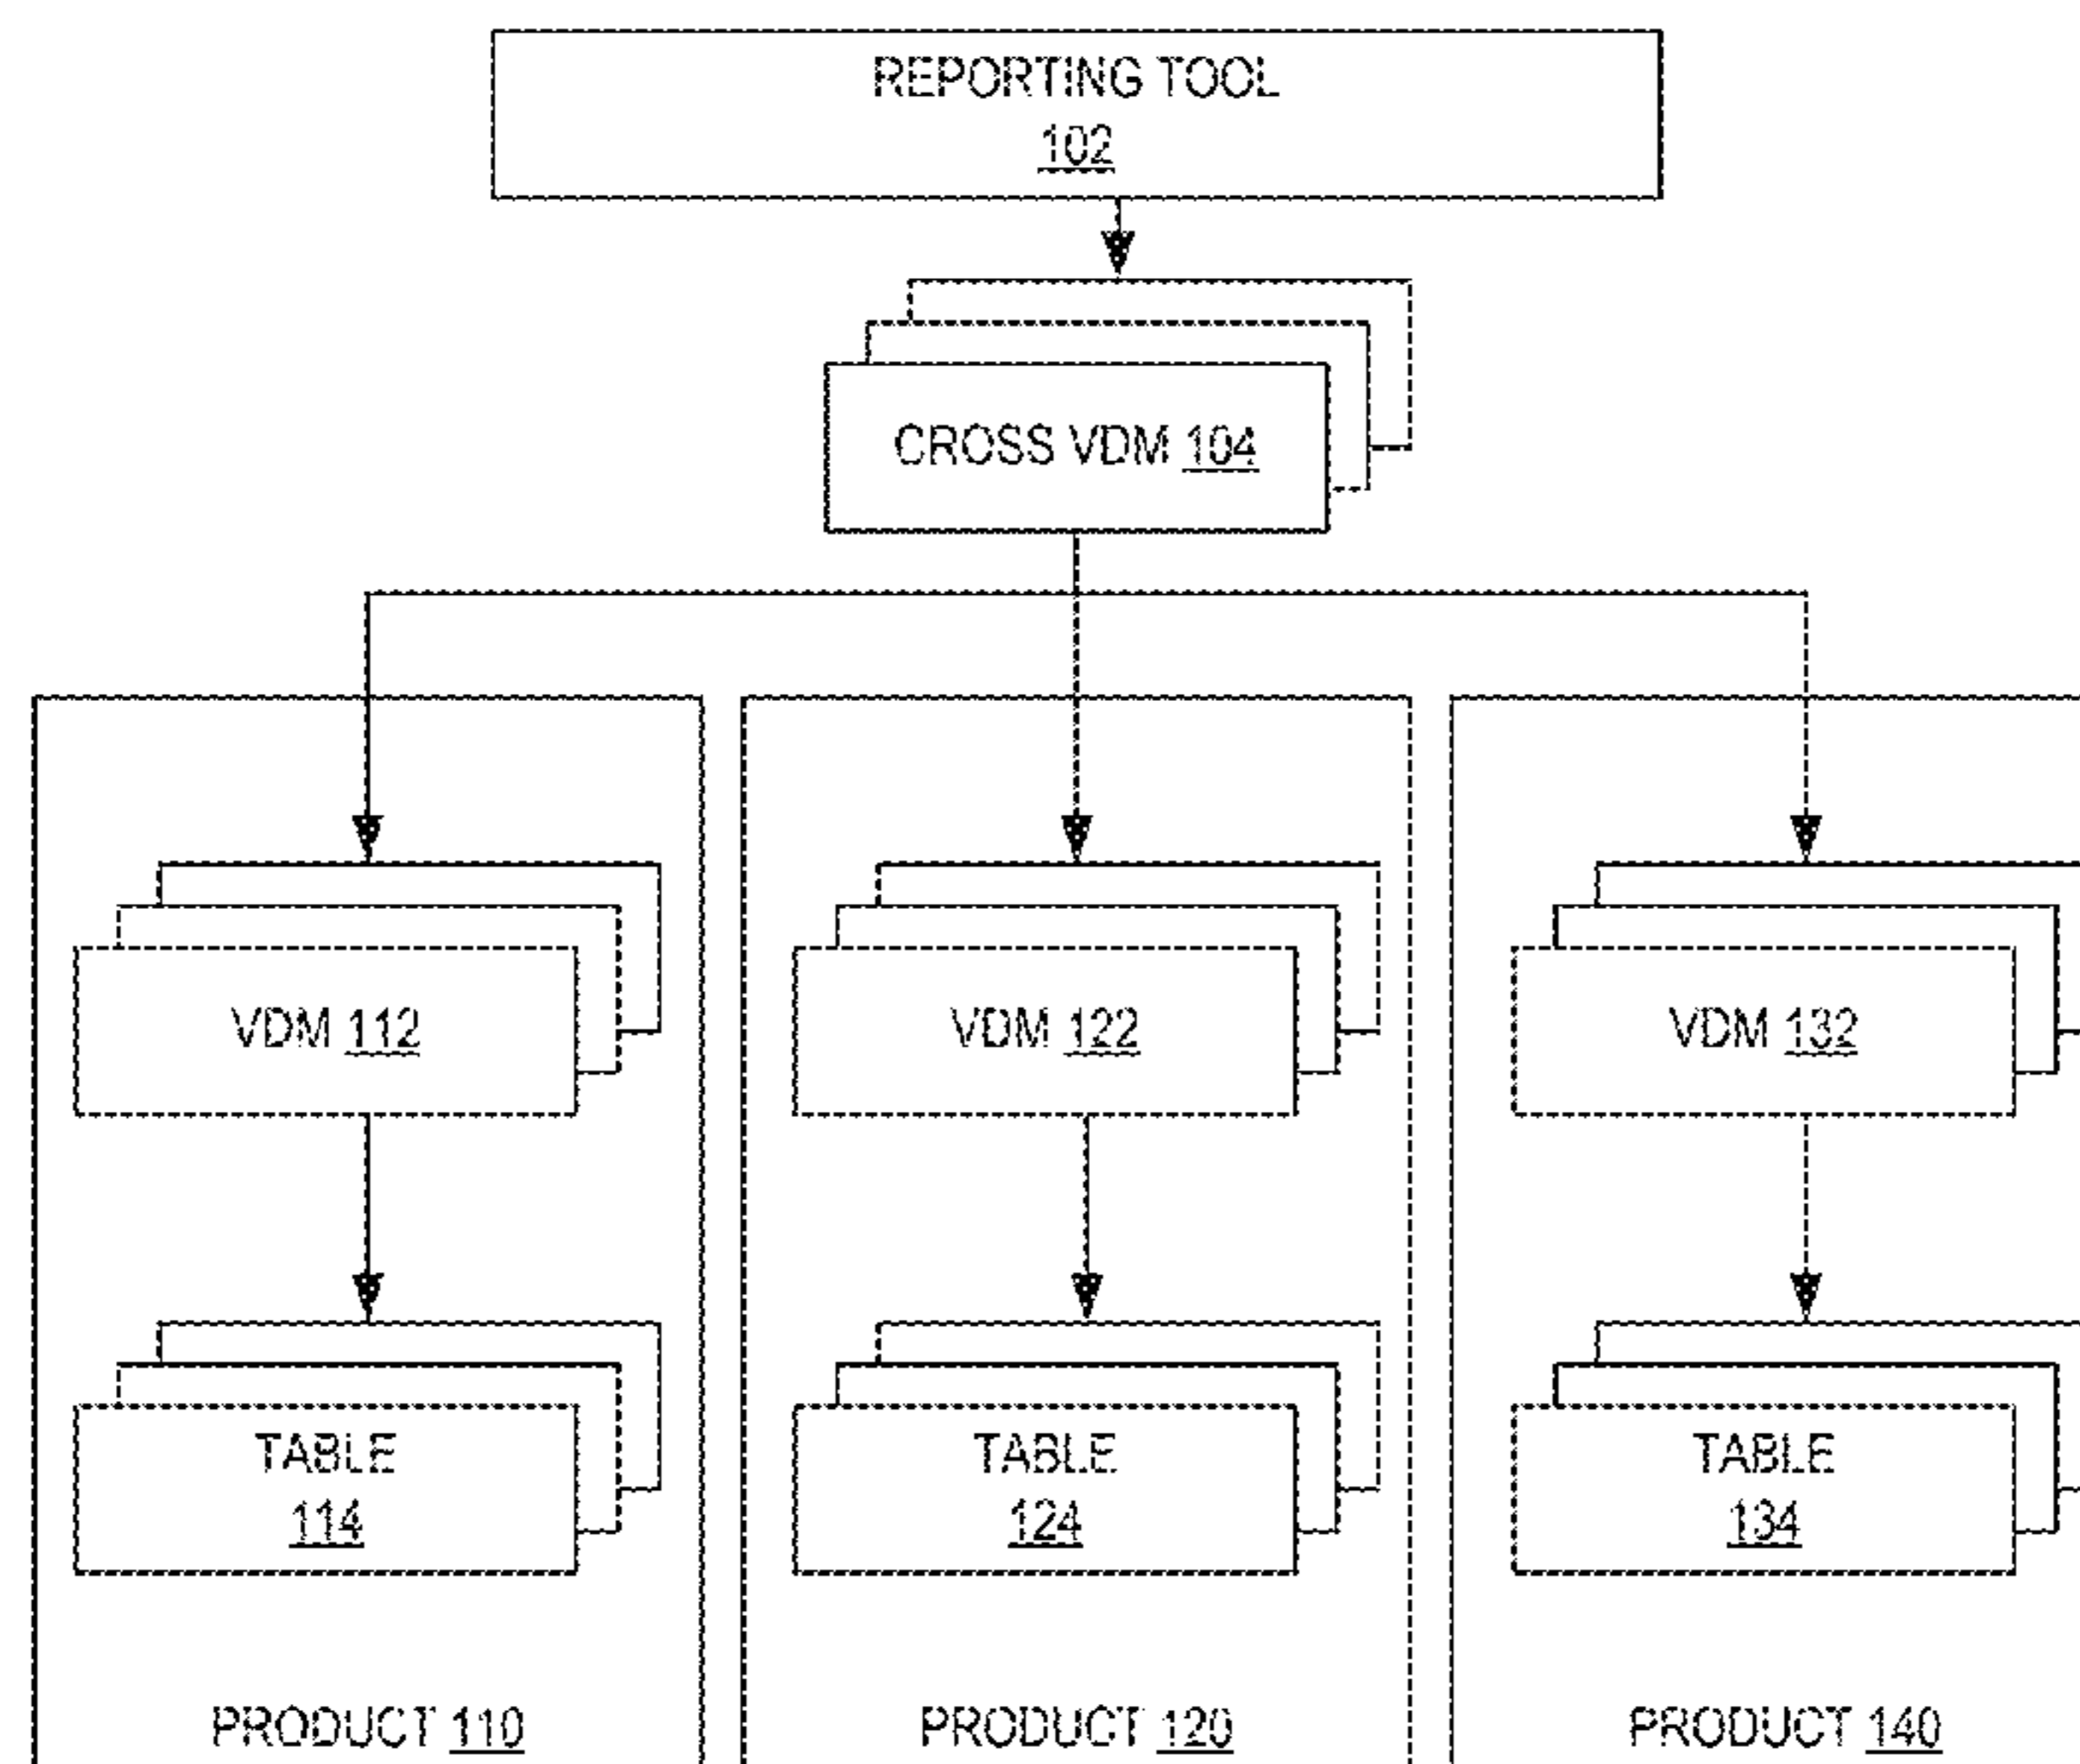 REPORTING TOOL
102
CROSS VDM 104
VDM 112
VDM 122
VDM 132
TABLE
114
TABLE
124
TABLE
134
PRODUCT 110
PRODUCT 120
PRODUCT 140